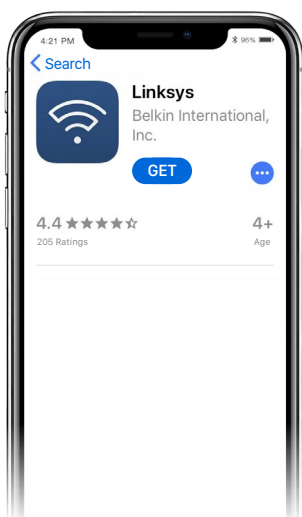 4:21 PM
96%
Search
Linksys
Belkin International,
Inc.
GET
4.4
4+
205 Ratings
Age